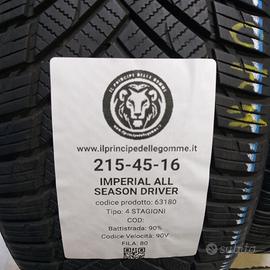 IL PRINCIPE DELLE GOMME
www.ilprincipedellegomme.it
215-45-16
IMPERIAL ALL
SEASON DRIVER
codice prodotto: 63180
Tipo: 4 STAGIONI
COD:
Battistrada: 90%
Codice Velocità: 90V
FILA: 80
subito